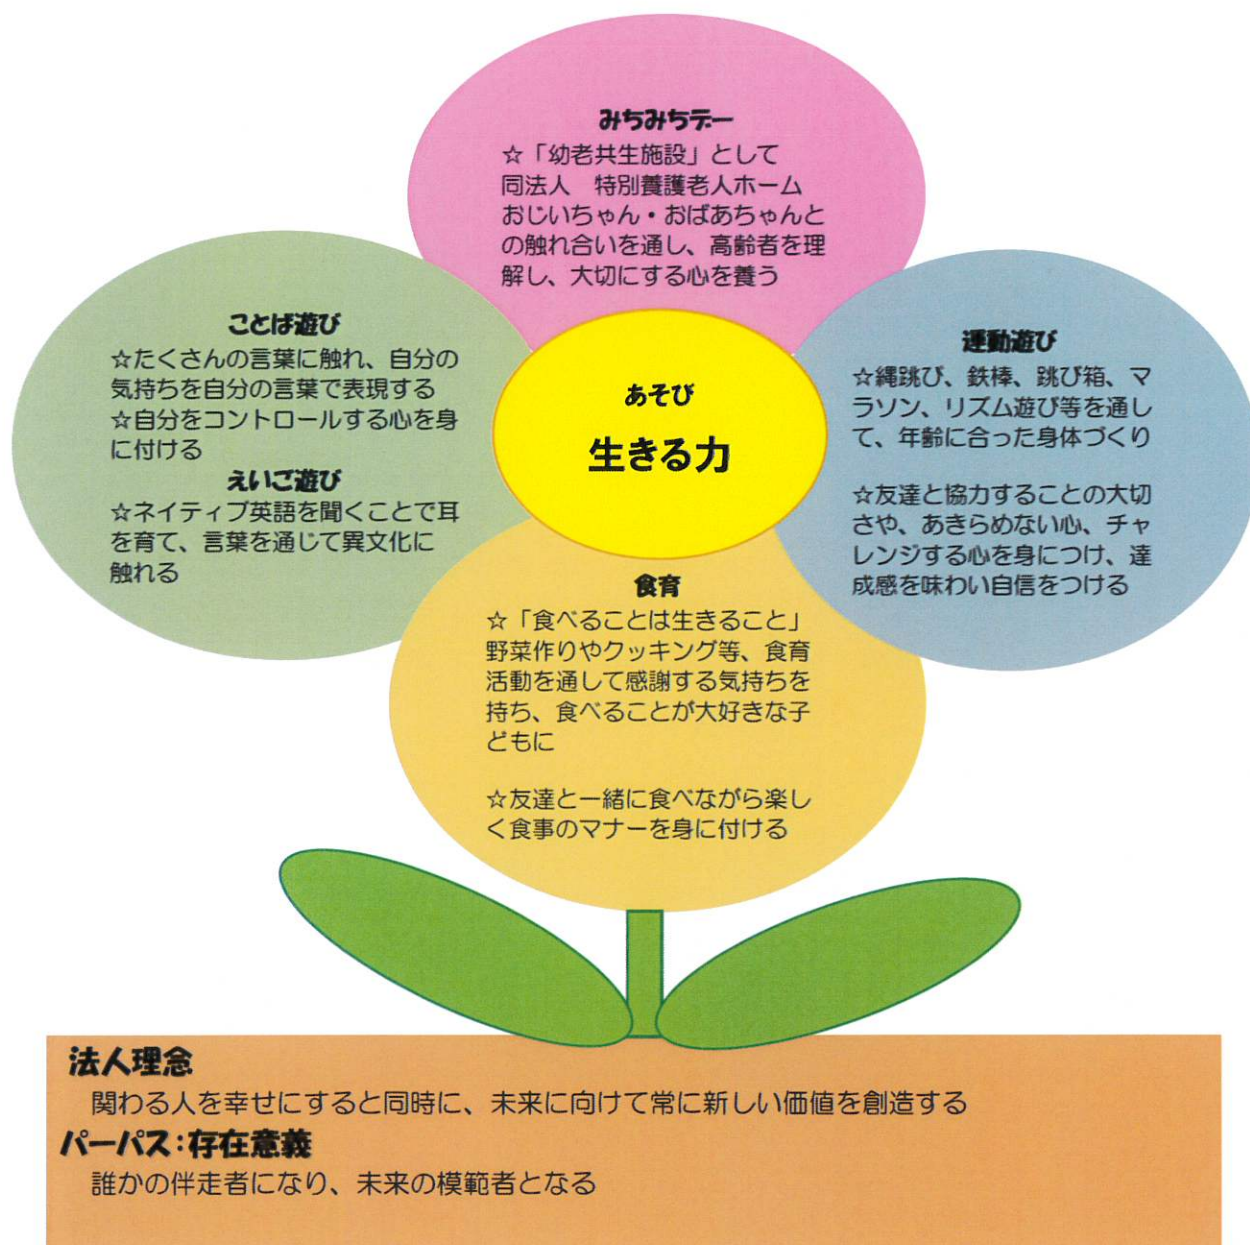 みちみちデー
☆「幼老共生施設」として
同法人　特別養護老人ホーム
おじいちゃん・おばあちゃんと
の触れ合いを通し、高齢者を理
解し、大切にする心を養う
ことば遊び
☆たくさんの言葉に触れ、自分の
気持ちを自分の言葉で表現する
☆自分をコントロールする心を身
に付ける
えいご遊び
☆ネイティブ英語を聞くことで耳
を育て、言葉を通じて異文化に
触れる
あそび
生きる力
運動遊び
☆縄跳び、鉄棒、跳び箱、マ
ラソン、リズム遊び等を通し
て、年齢に合った身体づくり
☆友達と協力することの大切
さや、あきらめない心、チャ
レンジする心を身につけ、達
成感を味わい自信をつける
食育
☆「食べることは生きること」
野菜作りやクッキング等、食育
活動を通して感謝する気持ちを
持ち、食べることが大好きな子
どもに
☆友達と一緒に食べながら楽し
く食事のマナーを身に付ける
法人理念
関わる人を幸せにすると同時に、未来に向けて常に新しい価値を創造する
パーパス：存在意義
誰かの伴走者になり、未来の模範者となる